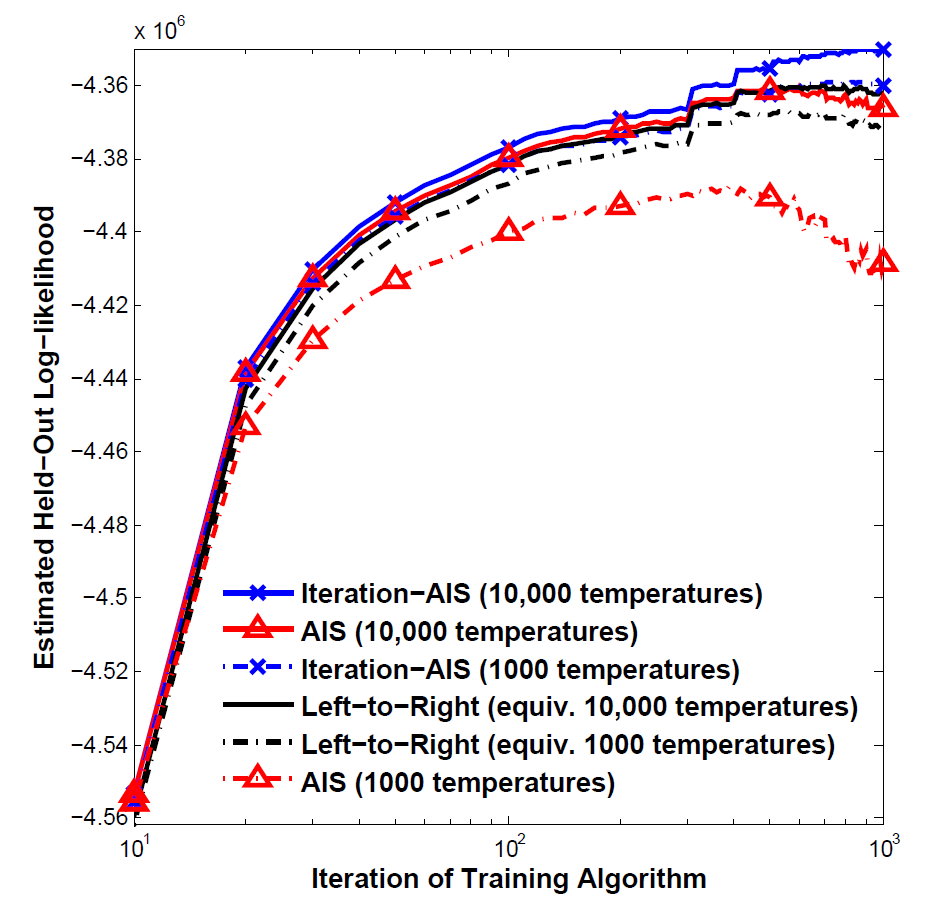 x 10^6
−4.36
−4.38
−4.4
−4.42
−4.44
−4.46
−4.48
−4.5
−4.52
−4.54
−4.56
Estimated Held−Out Log−likelihood
Iteration−AIS (10,000 temperatures)
AIS (10,000 temperatures)
Iteration−AIS (1000 temperatures)
Left−to−Right (equiv. 10,000 temperatures)
Left−to−Right (equiv. 1000 temperatures)
AIS (1000 temperatures)
10^1 10^2 10^3
Iteration of Training Algorithm